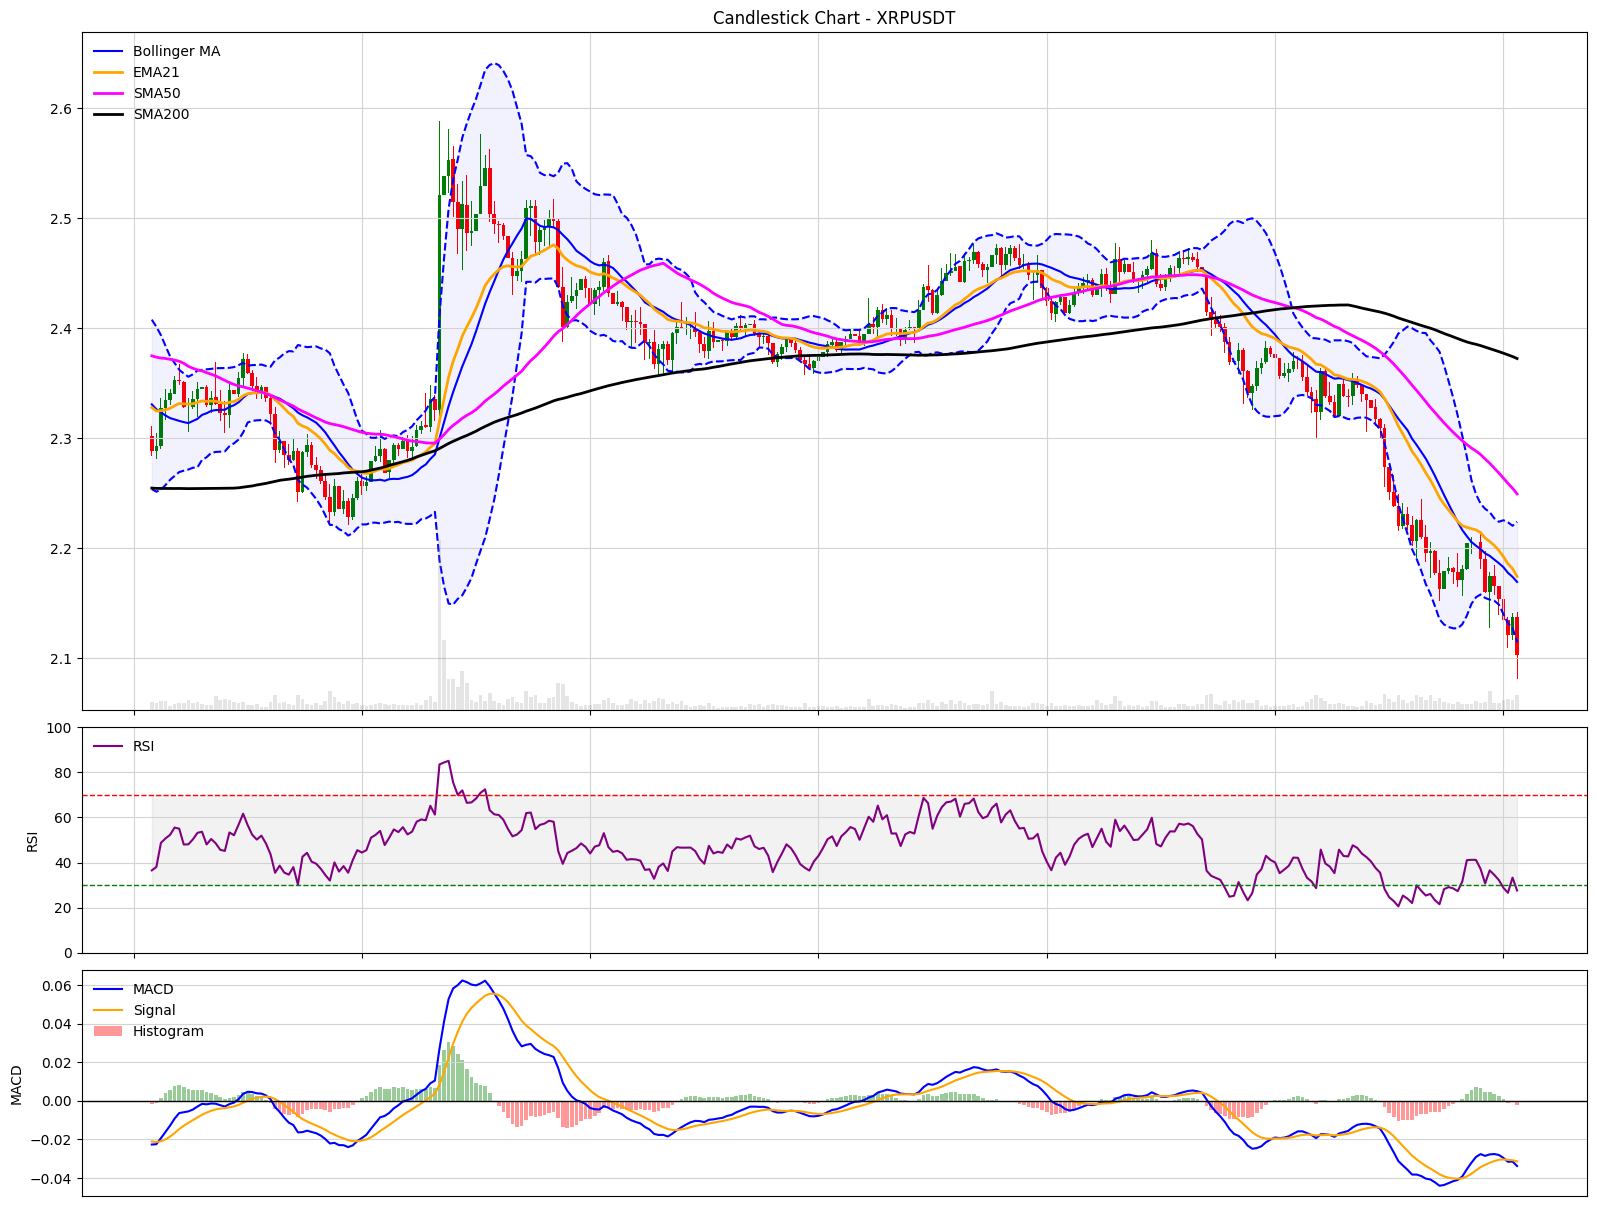 Candlestick Chart - XRPUSDT
Bollinger MA
EMA21
SMA50
SMA200
2.6
2.5
2.4
2.3
2.2
2.1
RSI
100
80
60
40
20
0
RSI
MACD
Signal
Histogram
0.06
0.04
0.02
0.00
−0.02
−0.04
MACD